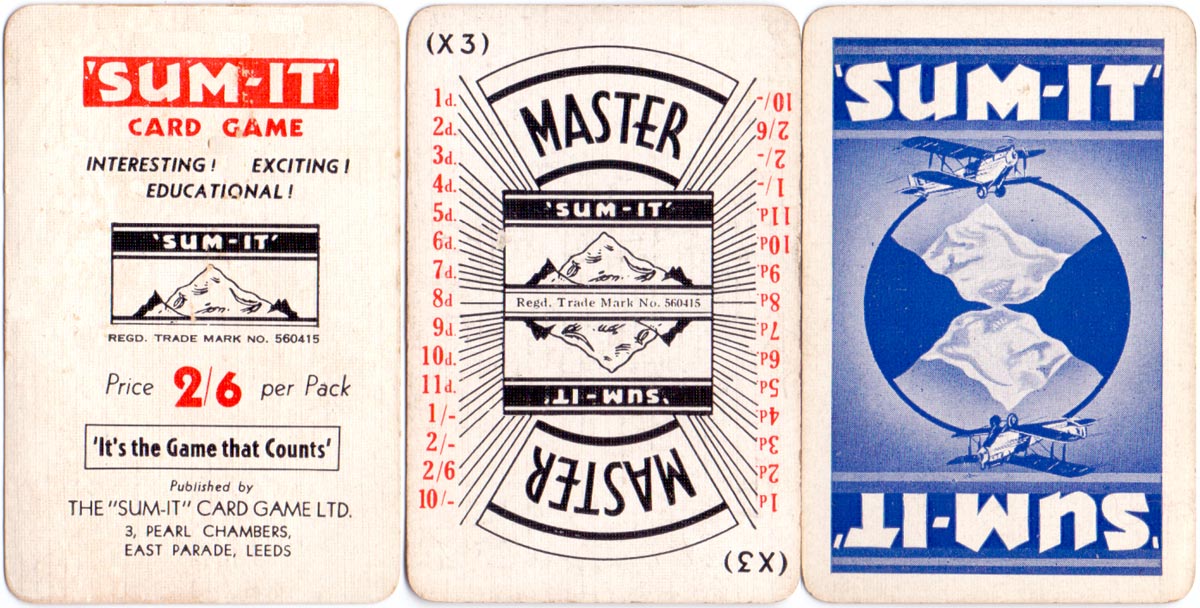 'SUM-IT'
CARD GAME
INTERESTING! EXCITING!
EDUCATIONAL!
'SUM-IT'
REGD. TRADE MARK NO. 560415
Price 2/6 per Pack
'It's the Game that Counts'
Published by
THE "SUM-IT" CARD GAME LTD.
3, PEARL CHAMBERS,
EAST PARADE, LEEDS
(X3)
MASTER
1d.
2d.
3d.
4d.
5d.
6d.
7d.
8d
9d.
10d.
11d.
1/-
2/-
2/6
10/-
'SUM-IT'
Regd. Trade Mark No. 560415
'SUM-IT'
10/-
2/6
2/-
1/-
11d.
10d.
9d.
8d
7d.
6d.
5d.
4d.
3d.
2d.
1d.
MASTER
(X3)
'SUM-IT'
'SUM-IT'